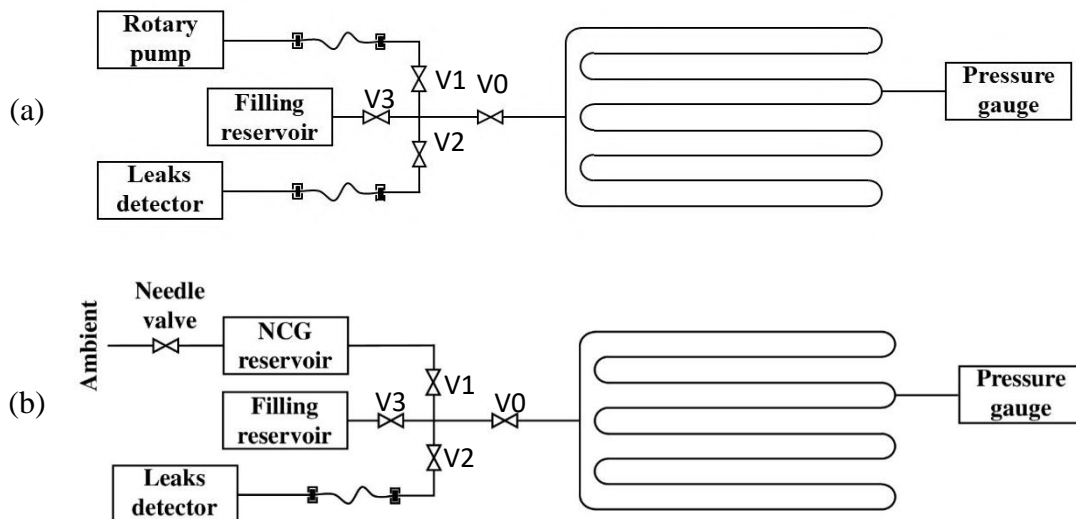 (a)
Rotary
pump
V1
V0
V3
Filling
reservoir
V2
Leaks
detector
Pressure
gauge
(b)
Ambient
Needle
valve
NCG
reservoir
V1
V3
V0
Filling
reservoir
V2
Leaks
detector
Pressure
gauge